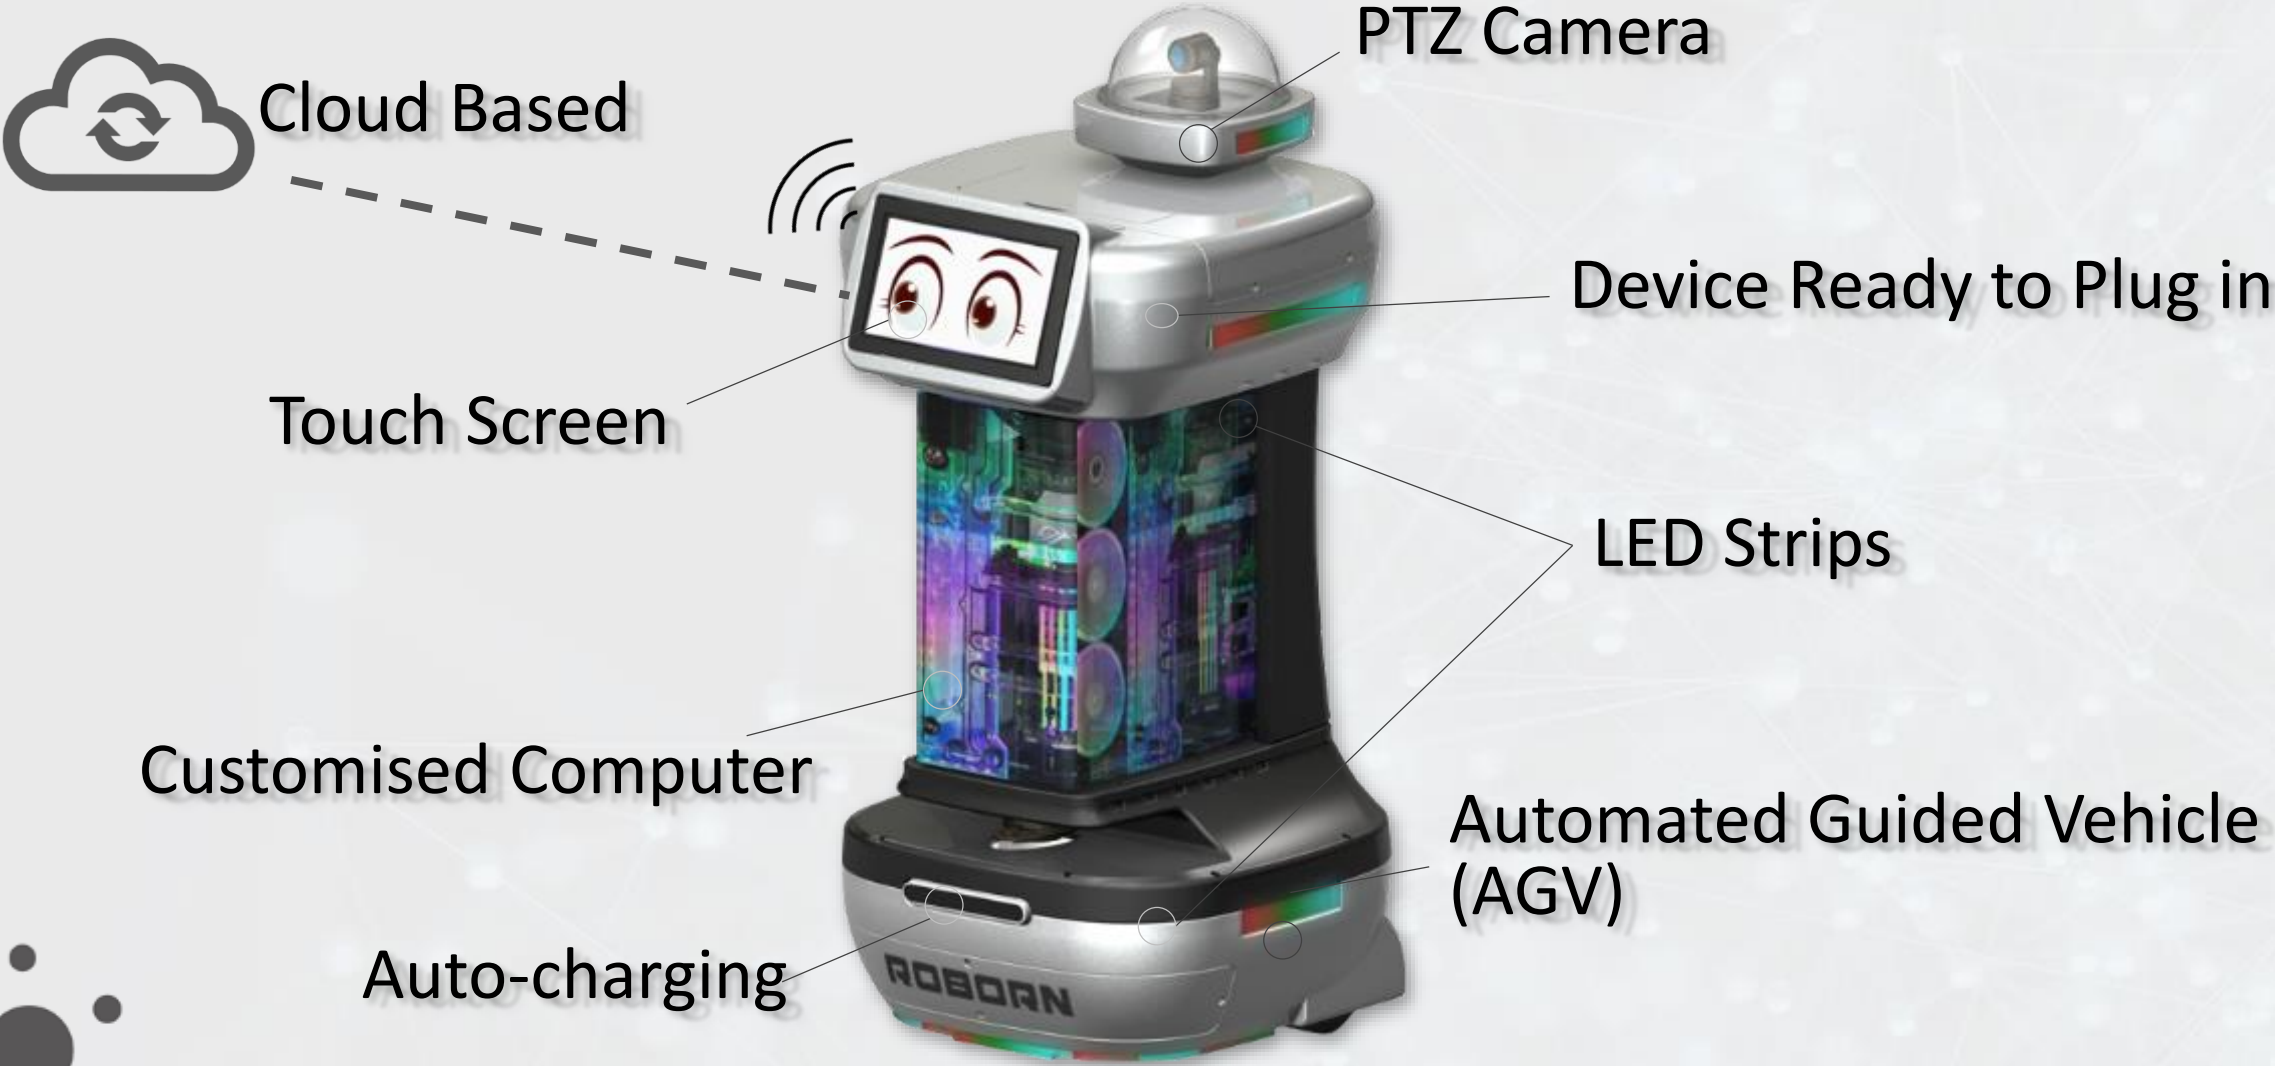 PTZ Camera
Cloud Based
Device Ready to Plug in
Touch Screen
LED Strips
Customised Computer
Automated Guided Vehicle
(AGV)
Auto-charging
ROBORN